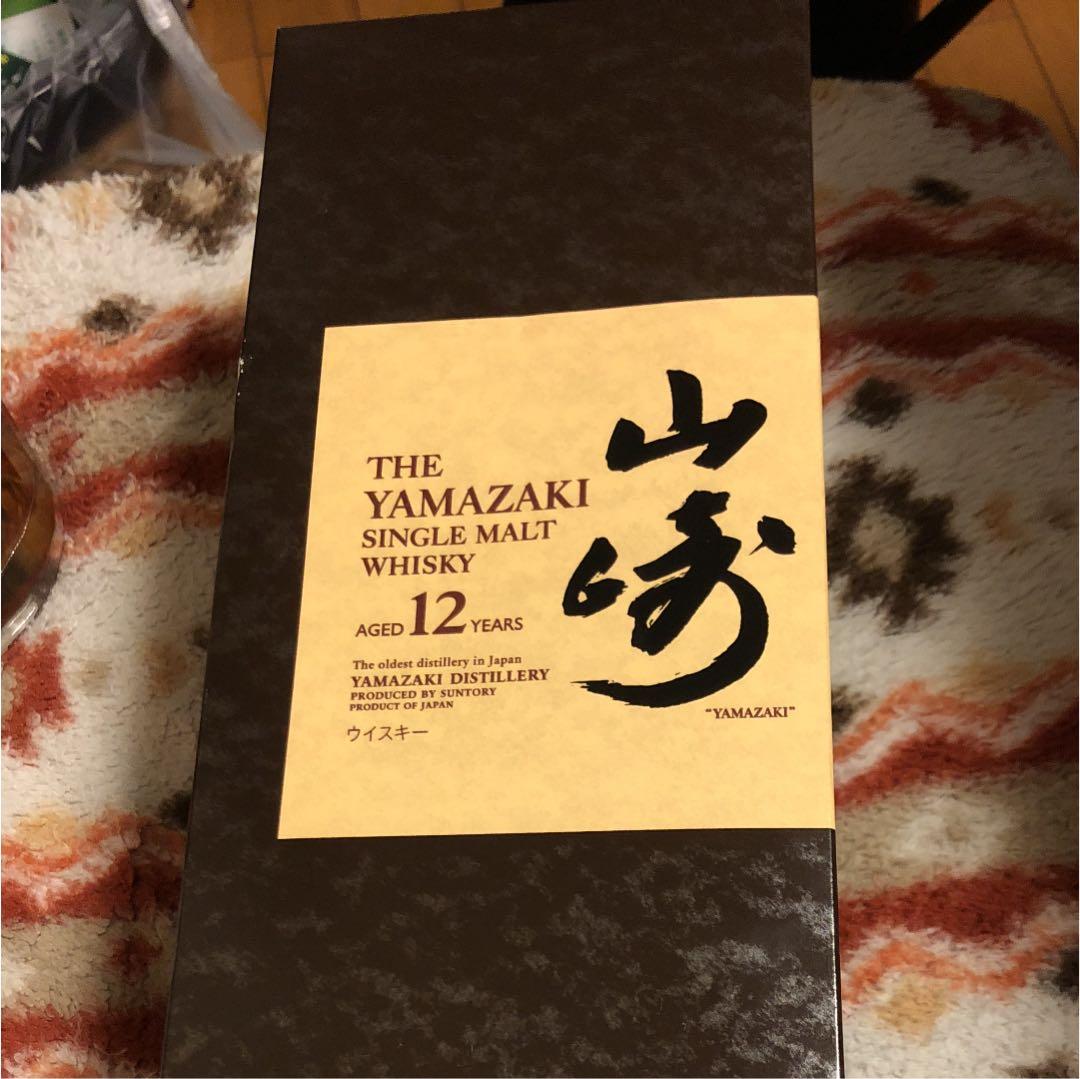 THE
YAMAZAKI
SINGLE MALT
WHISKY
AGED 12 YEARS
The oldest distillery in Japan
YAMAZAKI DISTILLERY
PRODUCED BY SUNTORY
PRODUCT OF JAPAN
ウイスキー
山崎
"YAMAZAKI"